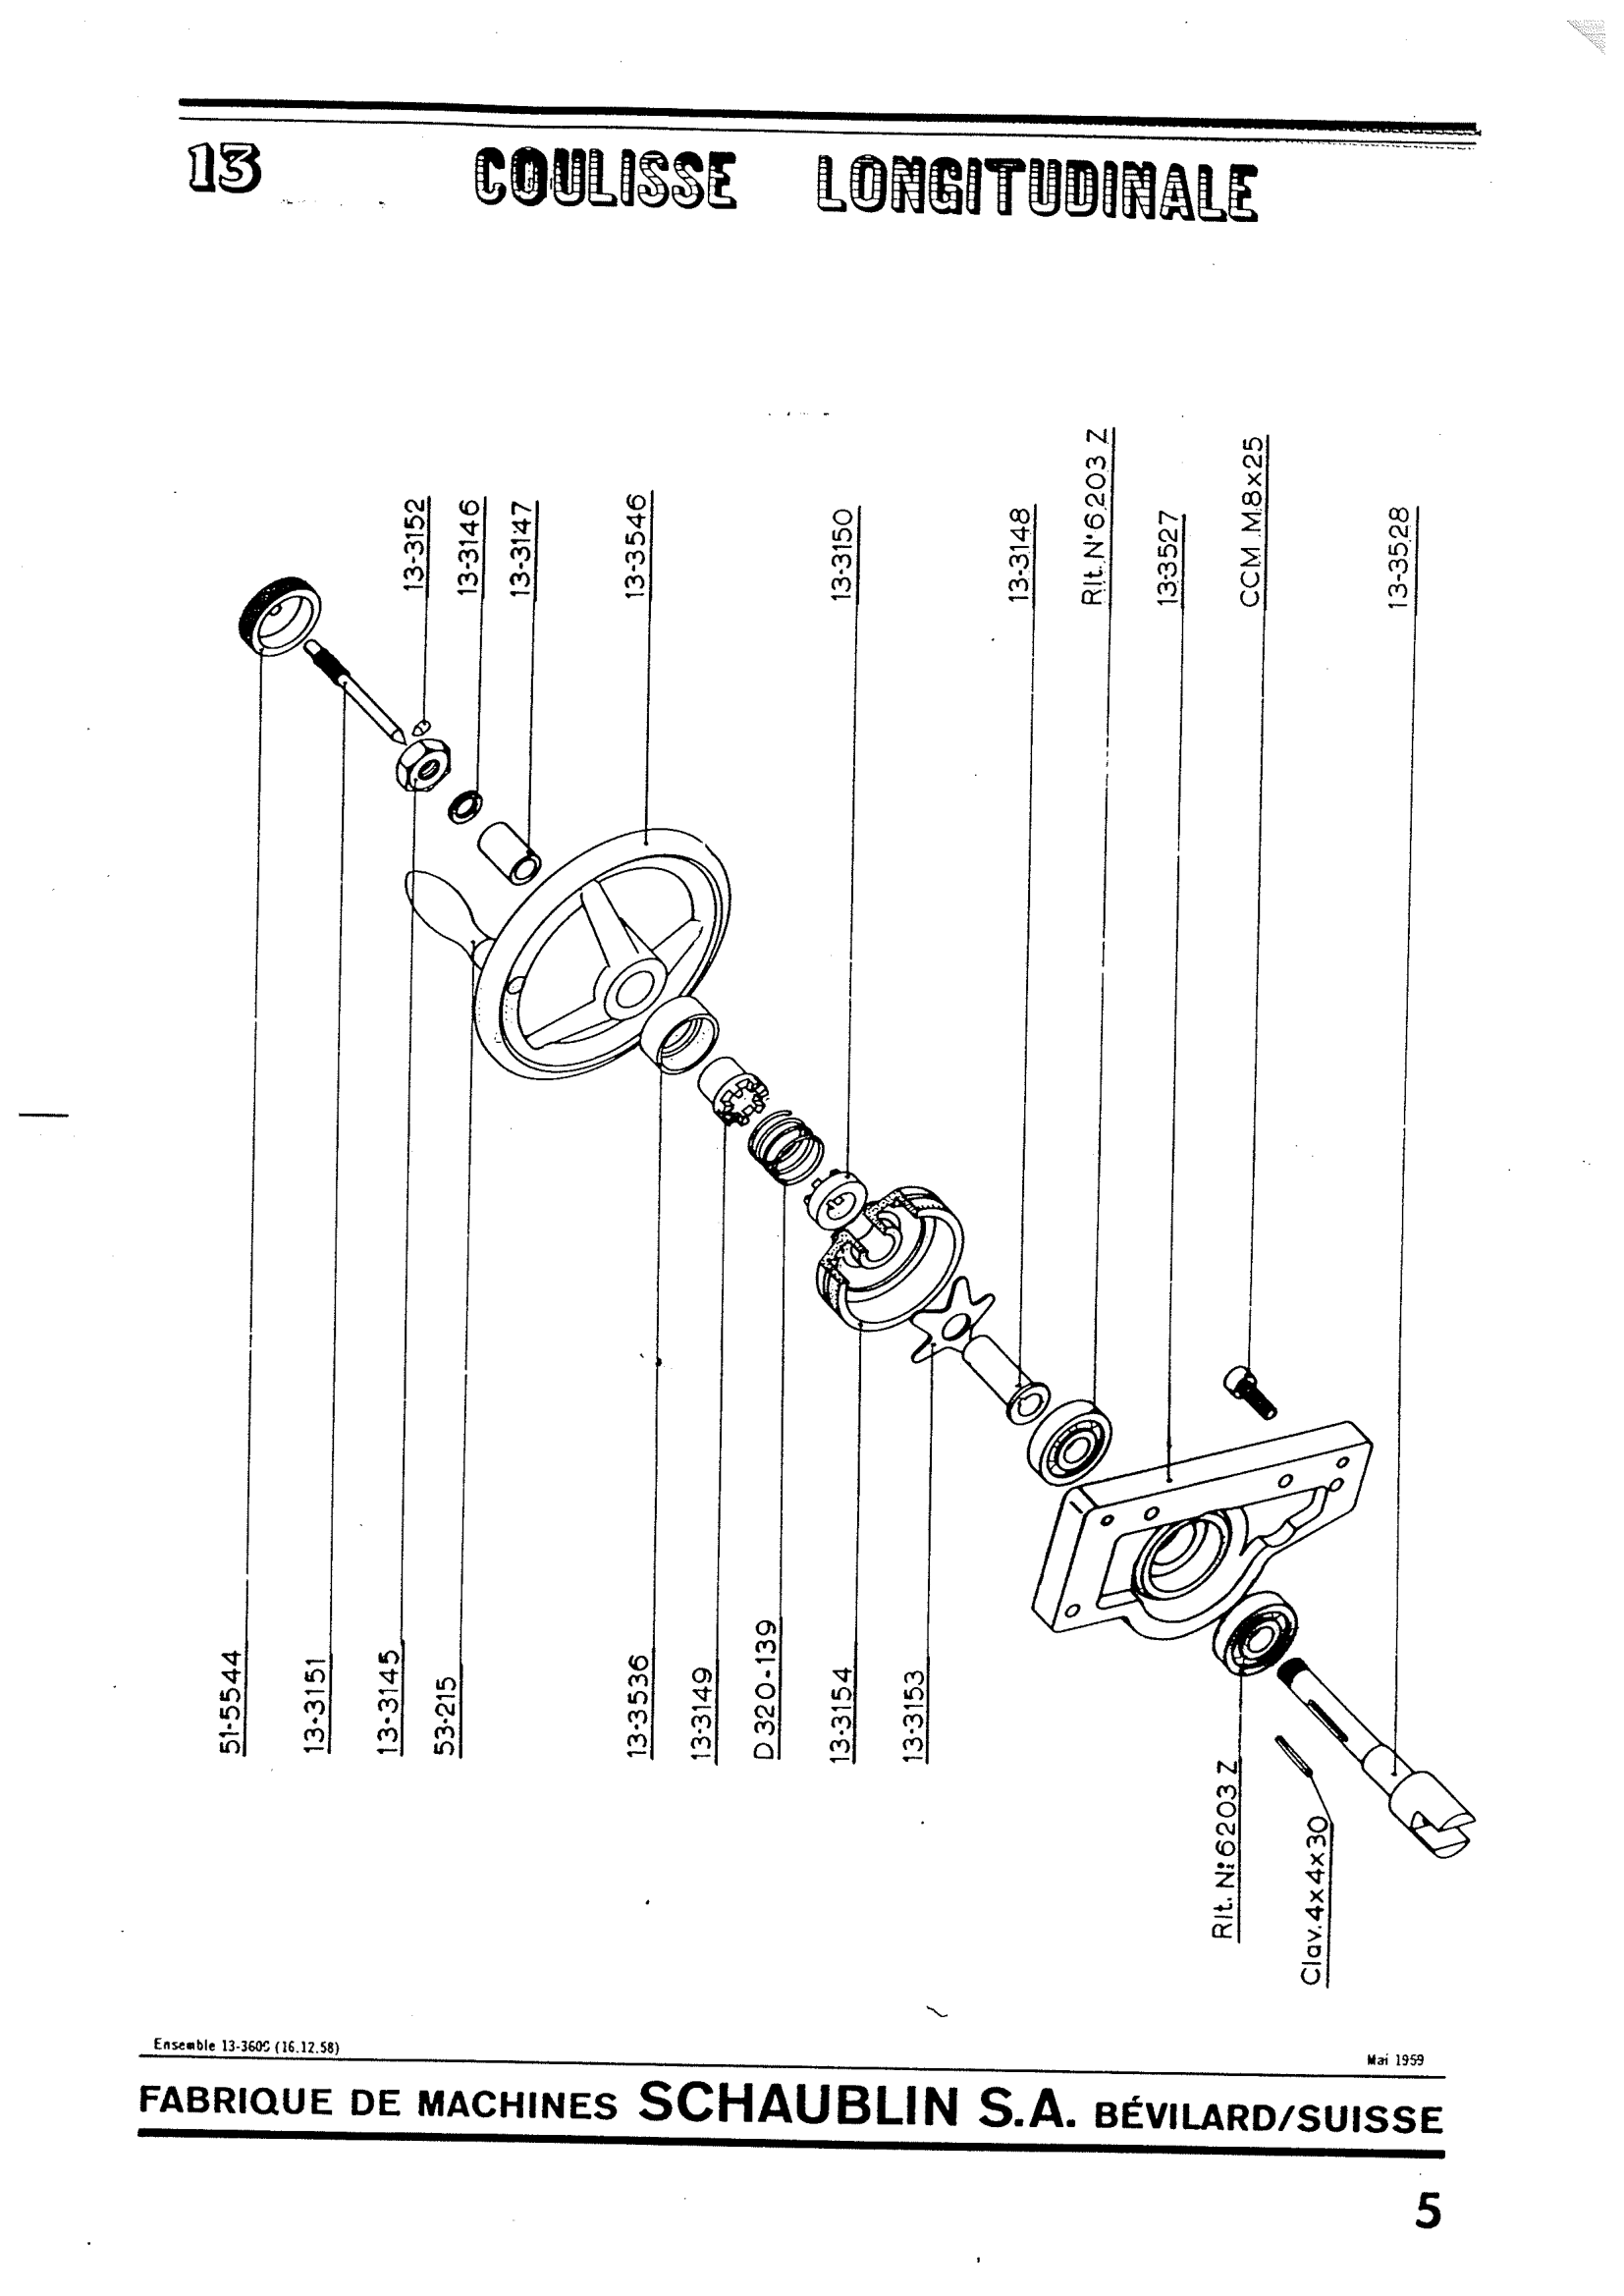 13 COULISSE LONGITUDINALE
13-3152
13-3146
13-3147
13-3546
13-3150
13-3148
Rlt. N° 6203 Z
13-3527
CCM M8x25
13-3528
51-5544
13-3151
13-3145
53-215
13-3536
13-3149
D 320-139
13-3154
13-3153
Rlt. N: 6203 Z
Clav. 4x4x30
Ensemble (16.12.58)
Mai 1959
FABRIQUE DE MACHINES SCHAUBLIN S.A. BÉVILARD/SUISSE
5